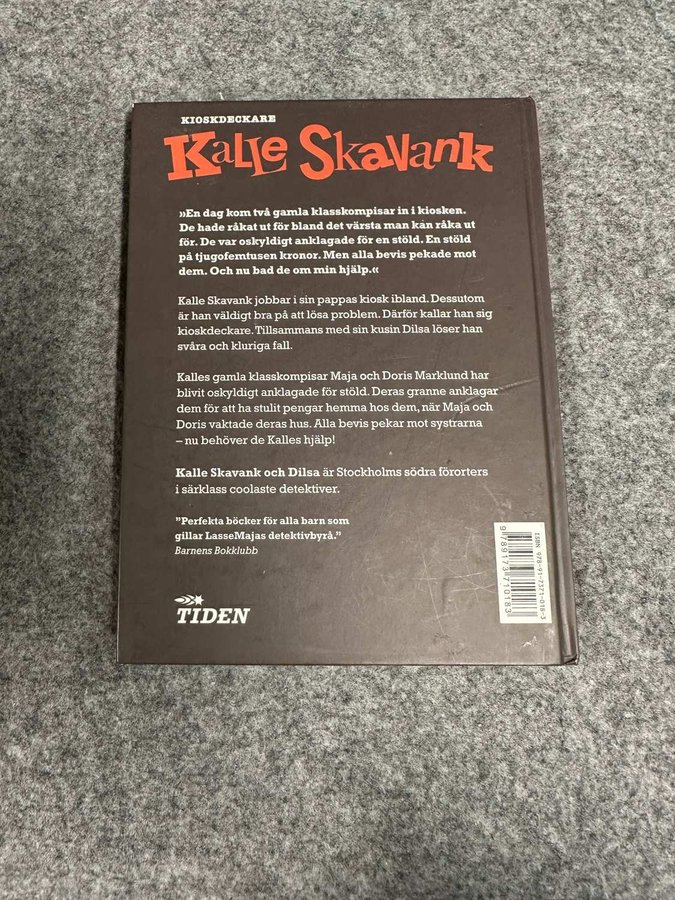 KIOSKDECKARE
Kalle Skavank
»En dag kom två gamla klasskompisar in i kiosken.
De hade råkat ut för bland det värsta man kan råka ut
för. De var oskyldigt anklagade för en stöld. En stöld
på tjugofemtusen kronor. Men alla bevis pekade mot
dem. Och nu bad de om min hjälp.«
Kalle Skavank jobbar i sin pappas kiosk ibland. Dessutom
är han väldigt bra på att lösa problem. Därför kallar han sig
kioskdeckare. Tillsammans med sin kusin Dilsa löser han
svåra och kluriga fall.
Kalles gamla klasskompisar Maja och Doris Marklund har
blivit oskyldigt anklagade för stöld. Deras granne anklagar
dem för att ha stulit pengar hemma hos dem, när Maja och
Doris vaktade deras hus. Alla bevis pekar mot systrarna
– nu behöver de Kalles hjälp!
Kalle Skavank och Dilsa är Stockholms södra förorters
i särklass coolaste detektiver.
"Perfekta böcker för alla barn som
gillar LasseMajas detektivbyrå."
Barnens Bokklubb
TIDEN
ISBN 978-91-7371-018-3
9789173710183